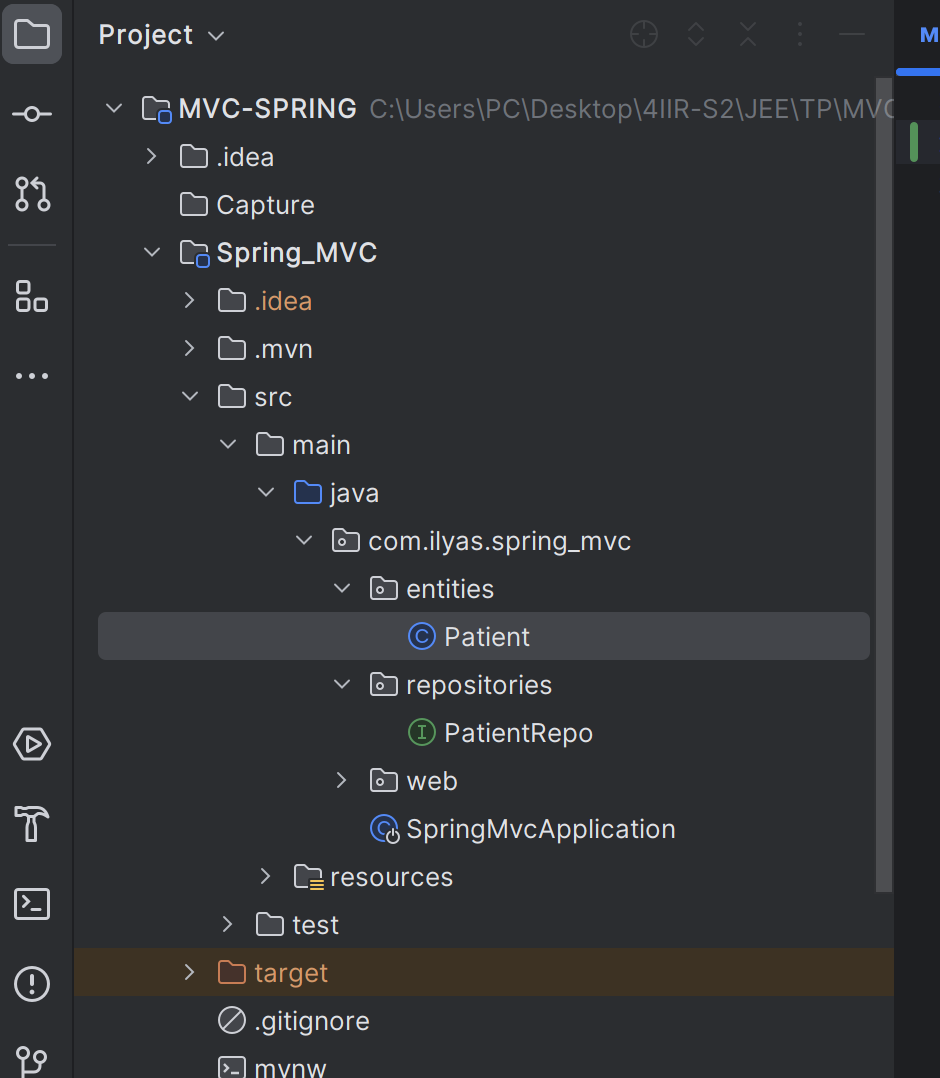 Project
M
MVC-SPRING C:\Users\PC\Desktop\4IIR-S2\JEE\TP\MVC
.idea
Capture
Spring_MVC
.idea
.mvn
src
main
java
com.ilyas.spring_mvc
entities
Patient
repositories
PatientRepo
web
SpringMvcApplication
resources
test
target
.gitignore
mvnw